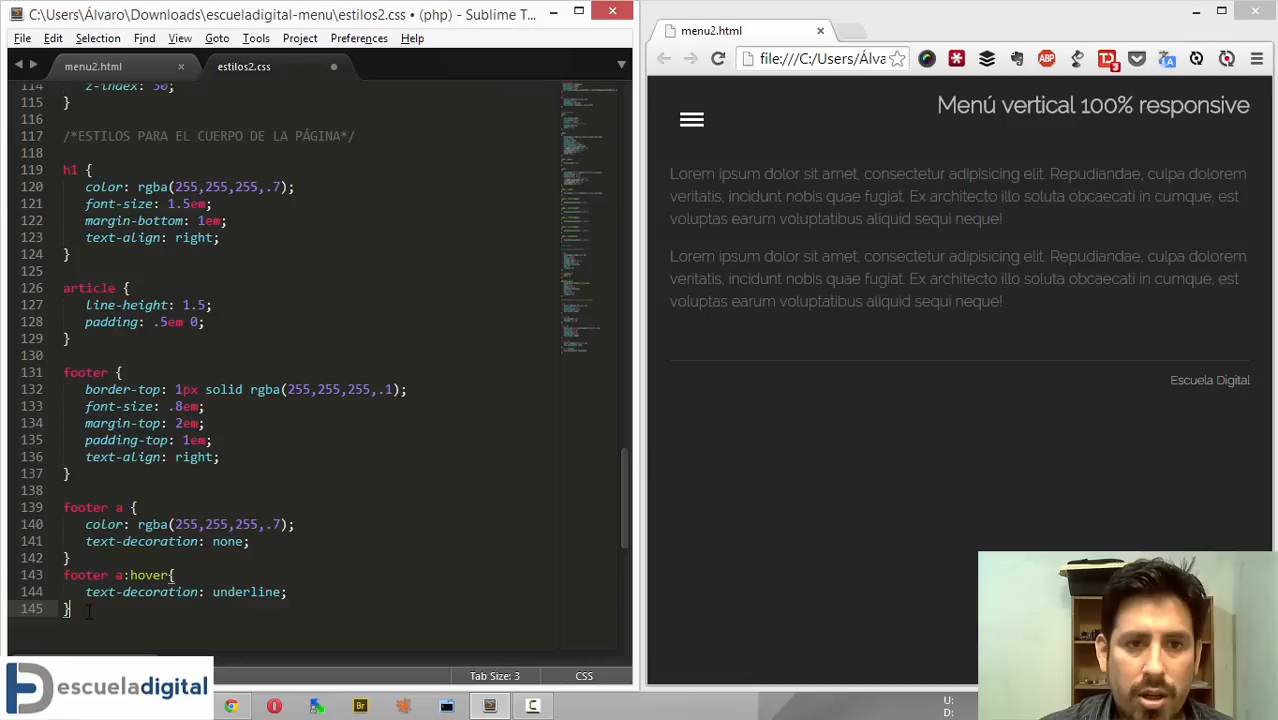 C:\Users\Álvaro\Downloads\escueladigital-menu\estilos2.css • (php) - Sublime T...
File Edit Selection Find View Goto Tools Project Preferences Help
menu2.html × estilos2.css
114 z-index: 50;
115 }
116
117 /*ESTILOS PARA EL CUERPO DE LA PÁGINA*/
118
119 h1 {
120 color: rgba(255,255,255,.7);
121 font-size: 1.5em;
122 margin-bottom: 1em;
123 text-align: right;
124 }
125
126 article {
127 line-height: 1.5;
128 padding: .5em 0;
129 }
130
131 footer {
132 border-top: 1px solid rgba(255,255,255,.1);
133 font-size: .8em;
134 margin-top: 2em;
135 padding-top: 1em;
136 text-align: right;
137 }
138
139 footer a {
140 color: rgba(255,255,255,.7);
141 text-decoration: none;
142 }
143 footer a:hover{
144 text-decoration: underline;
145 }
Tab Size: 3 CSS
escueladigital
Br
menu2.html ×
file:///C:/Users/Álva
ABP
3
Menú vertical 100% responsive
Lorem ipsum dolor sit amet, consectetur adipisicing elit. Repudiandae, culpa dolorem
veritatis, incidunt nobis quae fugiat. Ex architecto illo soluta obcaecati in cumque, est
voluptas earum voluptatibus aliquid sequi neque!
Lorem ipsum dolor sit amet, consectetur adipisicing elit. Repudiandae, culpa dolorem
veritatis, incidunt nobis quae fugiat. Ex architecto illo soluta obcaecati in cumque, est
voluptas earum voluptatibus aliquid sequi neque!
Escuela Digital
U:
D: